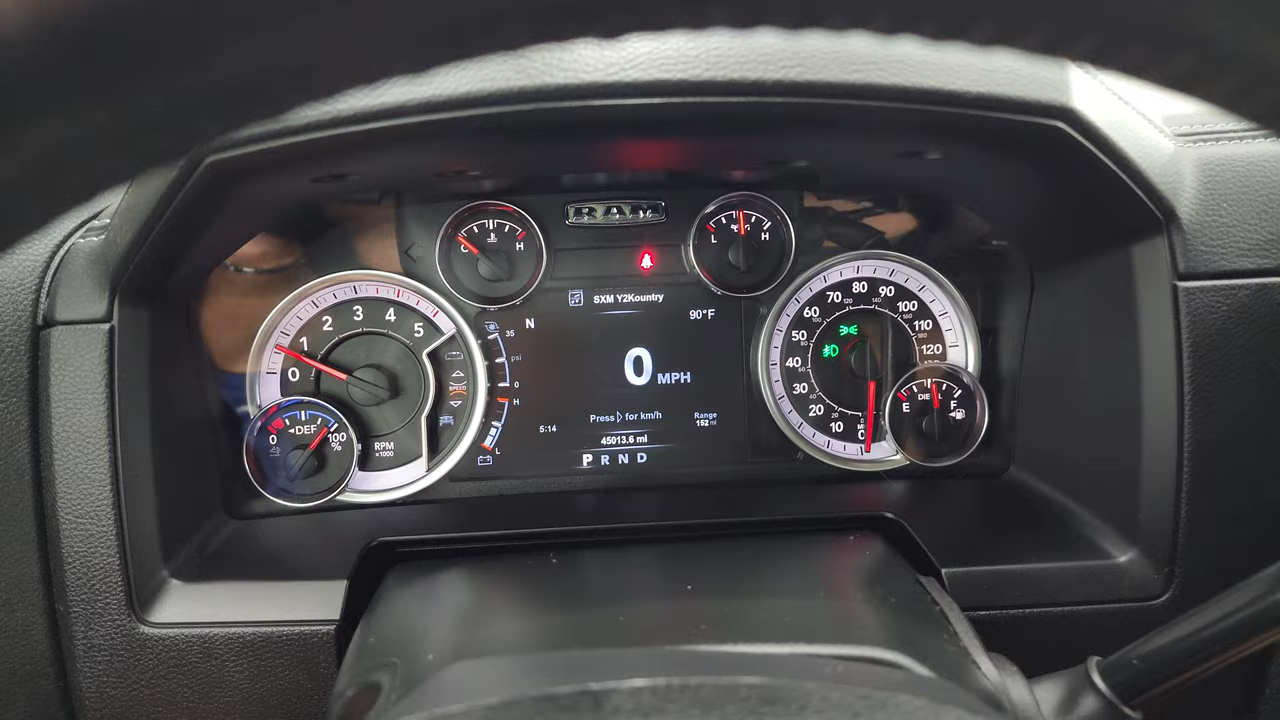 RAM
C H
L H
SXM Y2Kountry
90°F
N
0 MPH
Press ▷ for km/h
Range
152 mi
5:14
45013.6 mi
P R N D
0 1 2 3 4 5
RPM
×1000
SPEED
DEF
0 100
%
35
psi
0
H
L
0 10 20 30 40 50 60 70 80 90 100 110 120
E DIESEL F